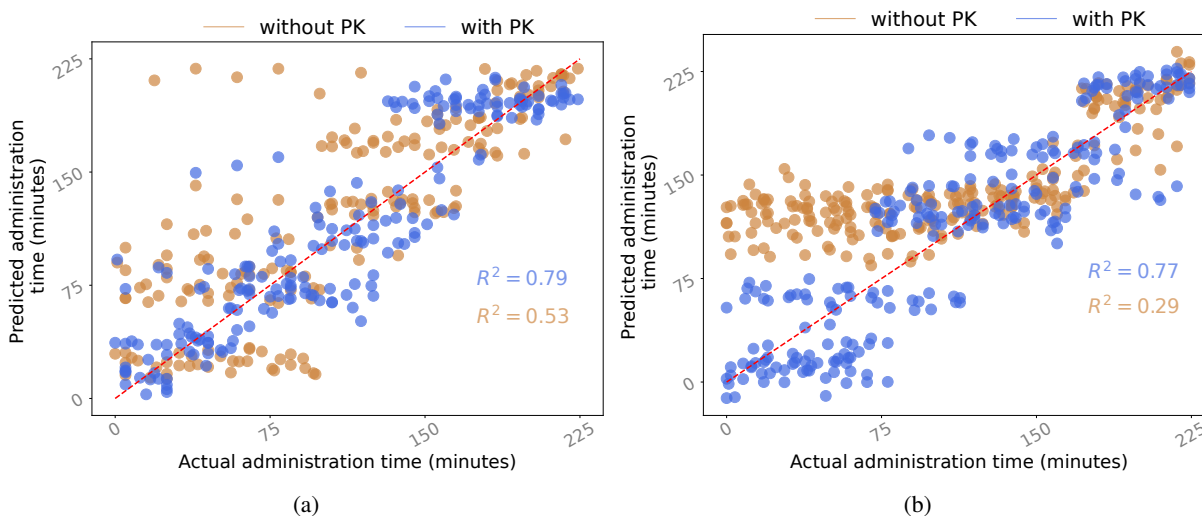 without PK with PK
225
150
75
0
Predicted administration
time (minutes)
R² = 0.79
R² = 0.53
0 75 150 225
Actual administration time (minutes)
(a)
without PK with PK
225
150
75
0
Predicted administration
time (minutes)
R² = 0.77
R² = 0.29
0 75 150 225
Actual administration time (minutes)
(b)